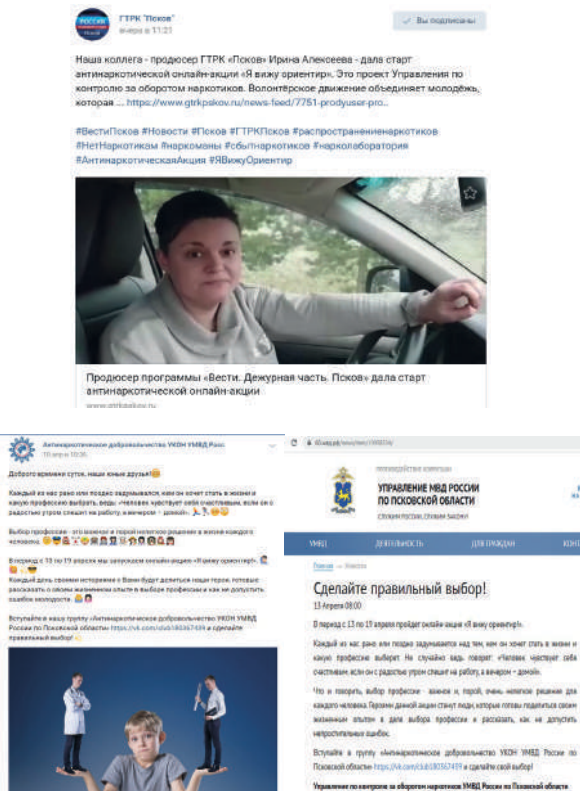 ГТРК "Псков"
вчера в 11:21
Вы подписаны
Наша коллега - продюсер ГТРК «Псков» Ирина Алексеева - дала старт
антинаркотической онлайн-акции «Я вижу ориентир». Это проект Управления по
контролю за оборотом наркотиков. Волонтёрское движение объединяет молодёжь,
которая ... https://www.gtrkpskov.ru/news-feed/7751-prodyuser-pro..
#ВестиПсков #Новости #Псков #ГТРКПсков #распространениенаркотиков
#НетНаркотикам #наркоманы #сбытнаркотиков #нарколаборатория
#АнтинаркотическаяАкция #ЯВижуОриентир
Продюсер программы «Вести. Дежурная часть. Псков» дала старт
антинаркотической онлайн-акции
www.gtrkpskov.ru
Антинаркотическое добровольчество УКОН УМВД Росс
Доброго времени суток, наши юные друзья!
Каждый из нас рано или поздно задумывался, кем он хочет стать в жизни и
какую профессию выбрать, ведь: «Человек чувствует себя счастливым, если он с
радостью утром спешит на работу, а вечером - домой».
Выбор профессии - это важное и порой нелегкое решение в жизни каждого
человека.
В период с 13 по 19 апреля мы запускаем онлайн-акцию «Я вижу ориентир!».
Каждый день своими историями с Вами будут делиться наши герои, готовые
рассказать о своем жизненном опыте в выборе профессии и как не допустить
ошибок молодости.
Вступайте в нашу группу «Антинаркотическое добровольчество УКОН УМВД
России по Псковской области» https://vk.com/club180367439 и сделайте
правильный выбор!
УПРАВЛЕНИЕ МВД РОССИИ
ПО ПСКОВСКОЙ ОБЛАСТИ
СЛУЖИМ РОССИИ, СЛУЖИМ ЗАКОНУ!
УМВД ДЕЯТЕЛЬНОСТЬ ДЛЯ ГРАЖДАН КОНТ
Главная → Новости
Сделайте правильный выбор!
13 Апреля 08:00
В период с 13 по 19 апреля пройдет онлайн акция «Я вижу ориентир!».
Каждый из нас рано или поздно задумывается над тем, кем он хочет стать в жизни и
какую профессию выберет. Не случайно ведь говорят: «Человек чувствует себя
счастливым, если он с радостью утром спешит на работу, а вечером – домой».
Что и говорить, выбор профессии - важное и, порой, очень нелегкое решение для
каждого человека. Героями данной акции станут люди, которые готовы поделиться своим
жизненным опытом в деле выбора профессии и рассказать, как не допустить
непростительных ошибок.
Вступайте в группу «Антинаркотическое добровольчество УКОН УМВД России по
Псковской области» https://vk.com/club180367439 и сделайте свой выбор!
Управление по контролю за оборотом наркотиков УМВД России по Псковской области